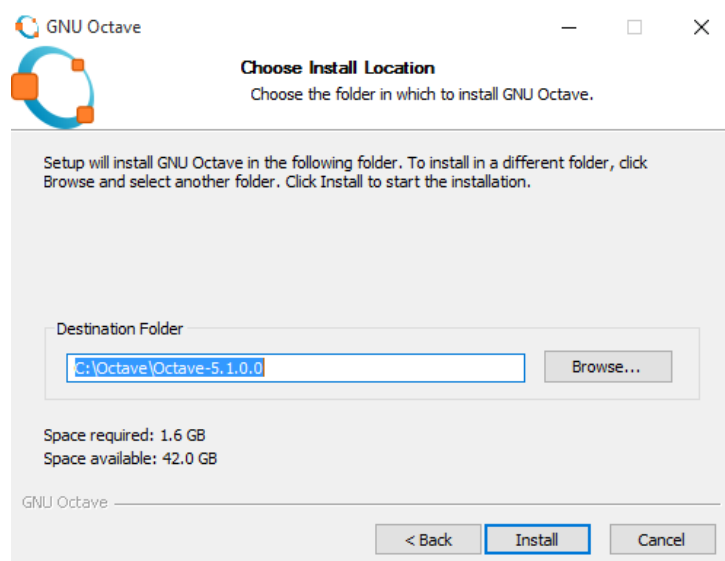 GNU Octave
Choose Install Location
Choose the folder in which to install GNU Octave.
Setup will install GNU Octave in the following folder. To install in a different folder, click
Browse and select another folder. Click Install to start the installation.
Destination Folder
C:\Octave\Octave-5.1.0.0
Browse...
Space required: 1.6 GB
Space available: 42.0 GB
GNU Octave
< Back
Install
Cancel